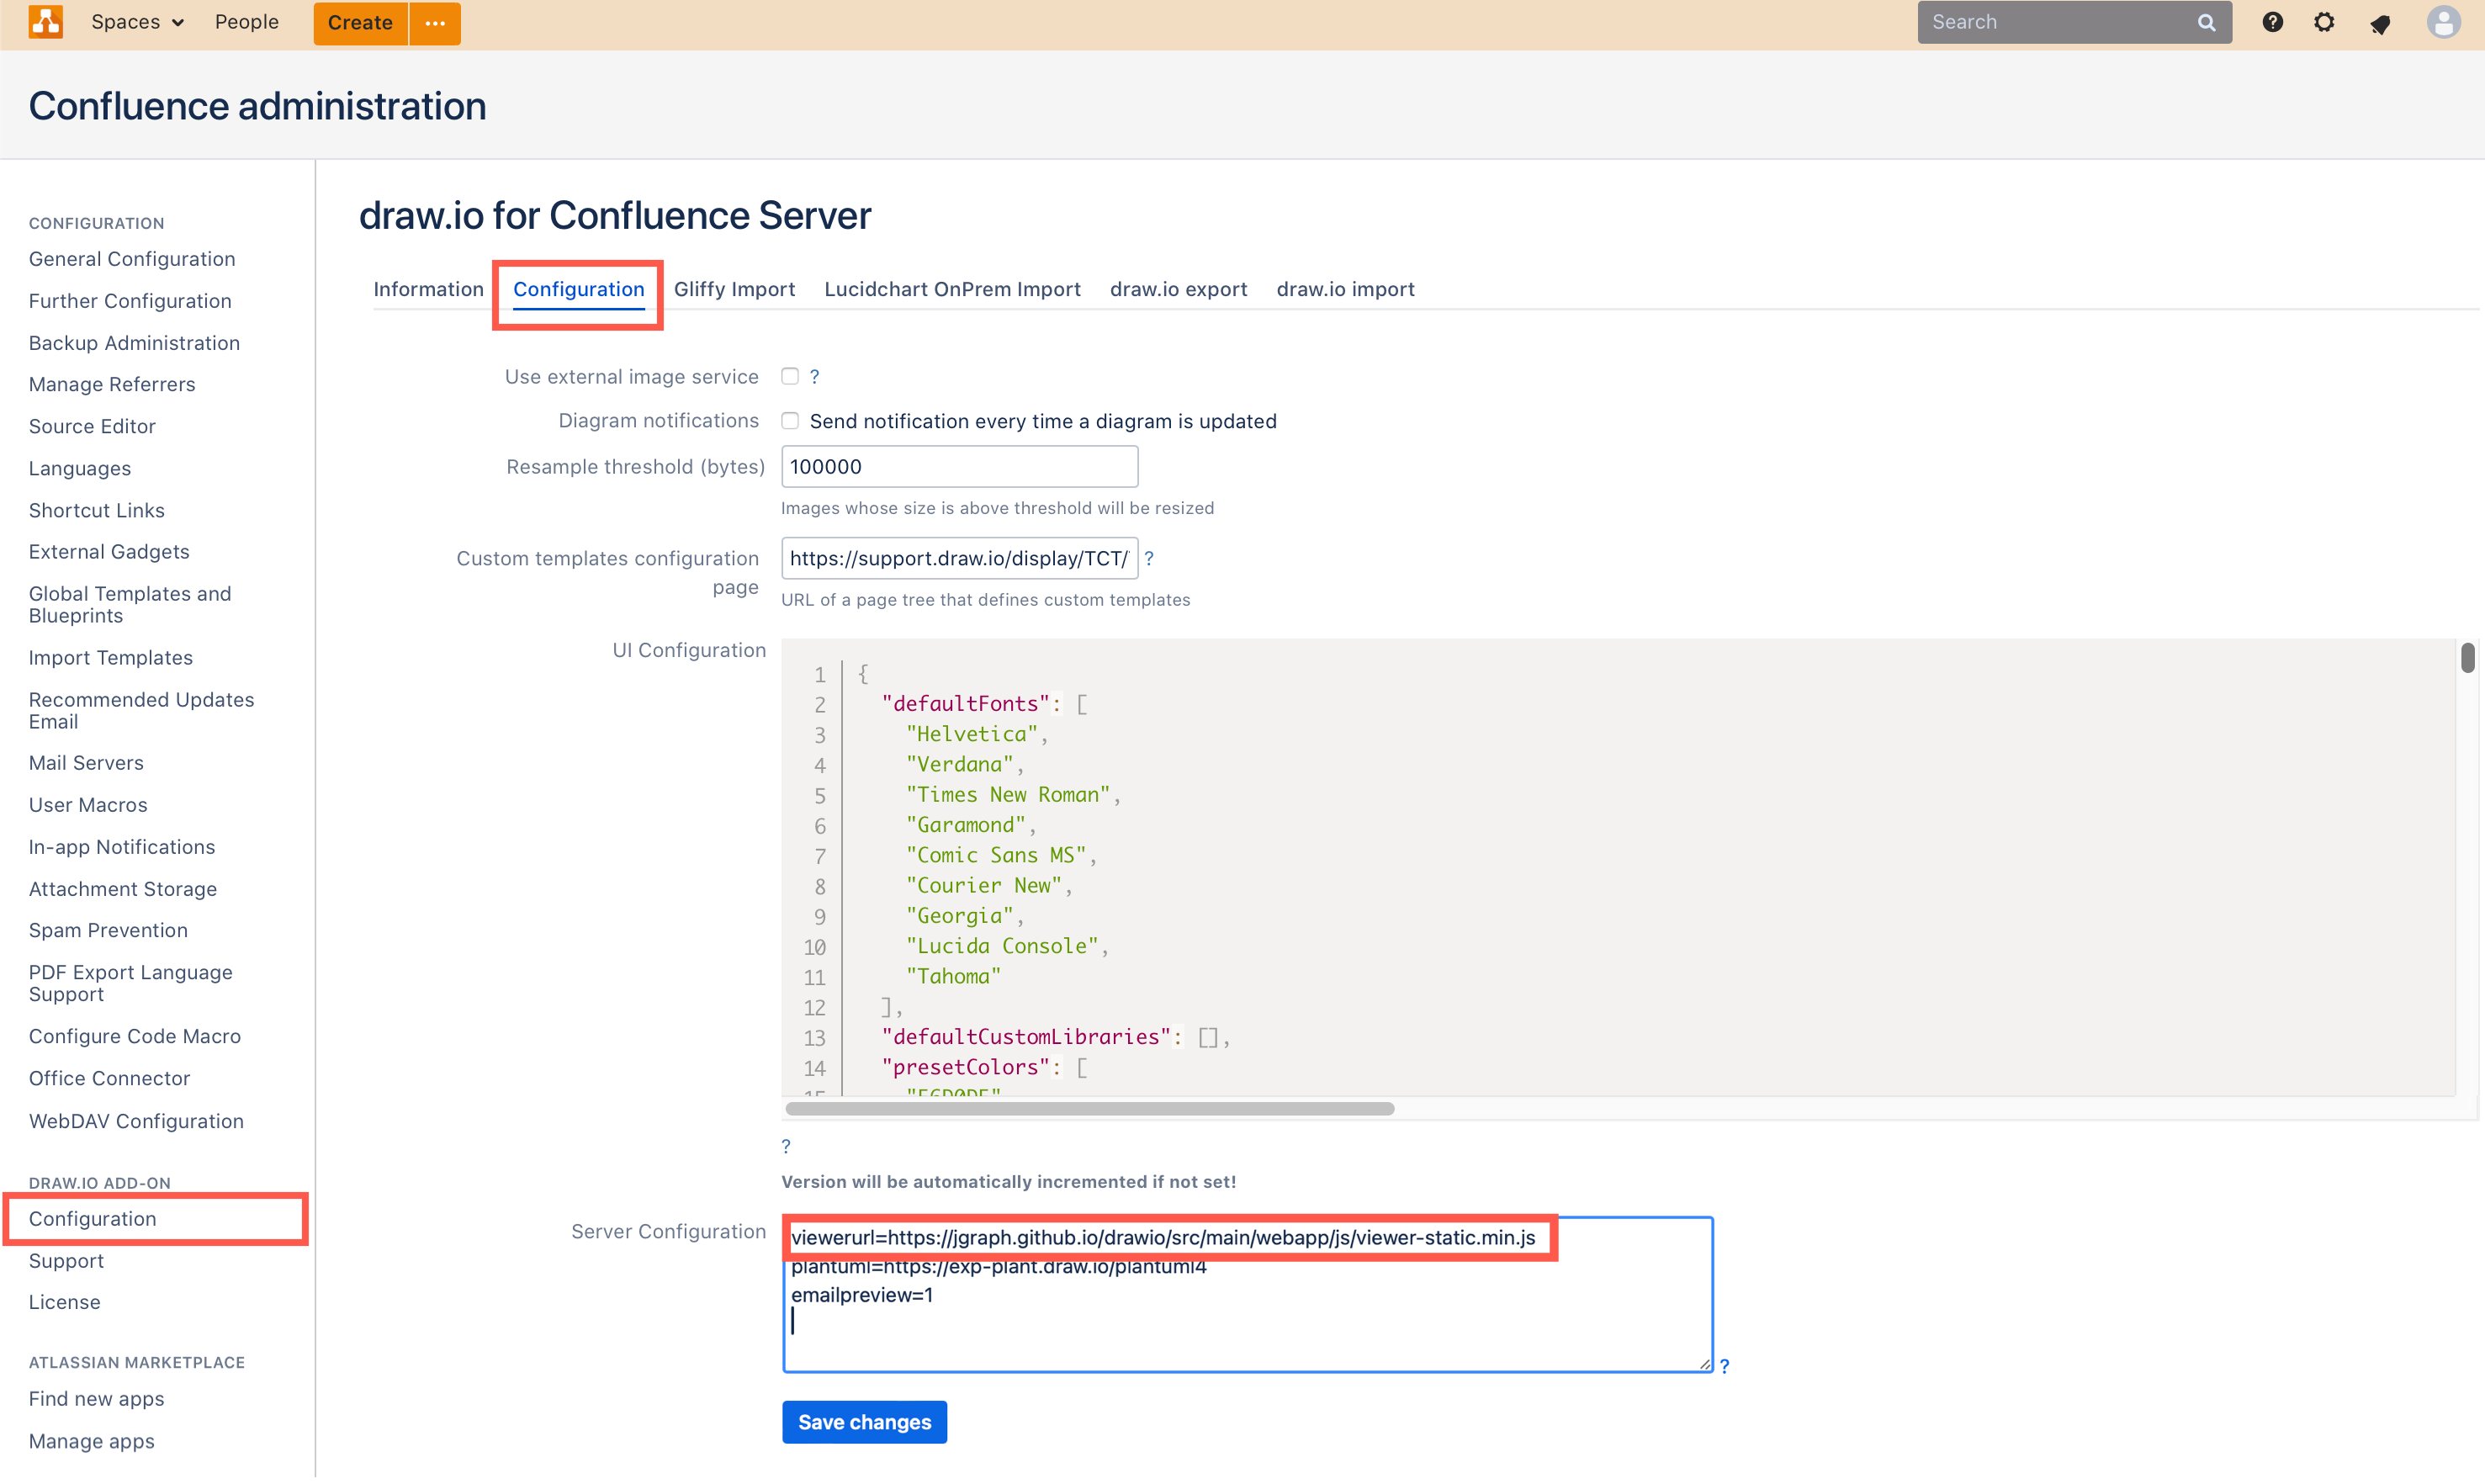 Spaces People Create ... Search
Confluence administration
CONFIGURATION
General Configuration
Further Configuration
Backup Administration
Manage Referrers
Source Editor
Languages
Shortcut Links
External Gadgets
Global Templates and
Blueprints
Import Templates
Recommended Updates
Email
Mail Servers
User Macros
In-app Notifications
Attachment Storage
Spam Prevention
PDF Export Language
Support
Configure Code Macro
Office Connector
WebDAV Configuration
DRAW.IO ADD-ON
Configuration
Support
License
ATLASSIAN MARKETPLACE
Find new apps
Manage apps
draw.io for Confluence Server
Information Configuration Gliffy Import Lucidchart OnPrem Import draw.io export draw.io import
Use external image service ?
Diagram notifications Send notification every time a diagram is updated
Resample threshold (bytes) 100000
Images whose size is above threshold will be resized
Custom templates configuration https://support.draw.io/display/TCT/ ?
page
URL of a page tree that defines custom templates
UI Configuration
1 {
2 "defaultFonts": [
3 "Helvetica",
4 "Verdana",
5 "Times New Roman",
6 "Garamond",
7 "Comic Sans MS",
8 "Courier New",
9 "Georgia",
10 "Lucida Console",
11 "Tahoma"
12 ],
13 "defaultCustomLibraries": [],
14 "presetColors": [
?
Version will be automatically incremented if not set!
Server Configuration viewerurl=https://jgraph.github.io/drawio/src/main/webapp/js/viewer-static.min.js
plantuml=https://exp-plant.draw.io/plantuml4
emailpreview=1
?
Save changes